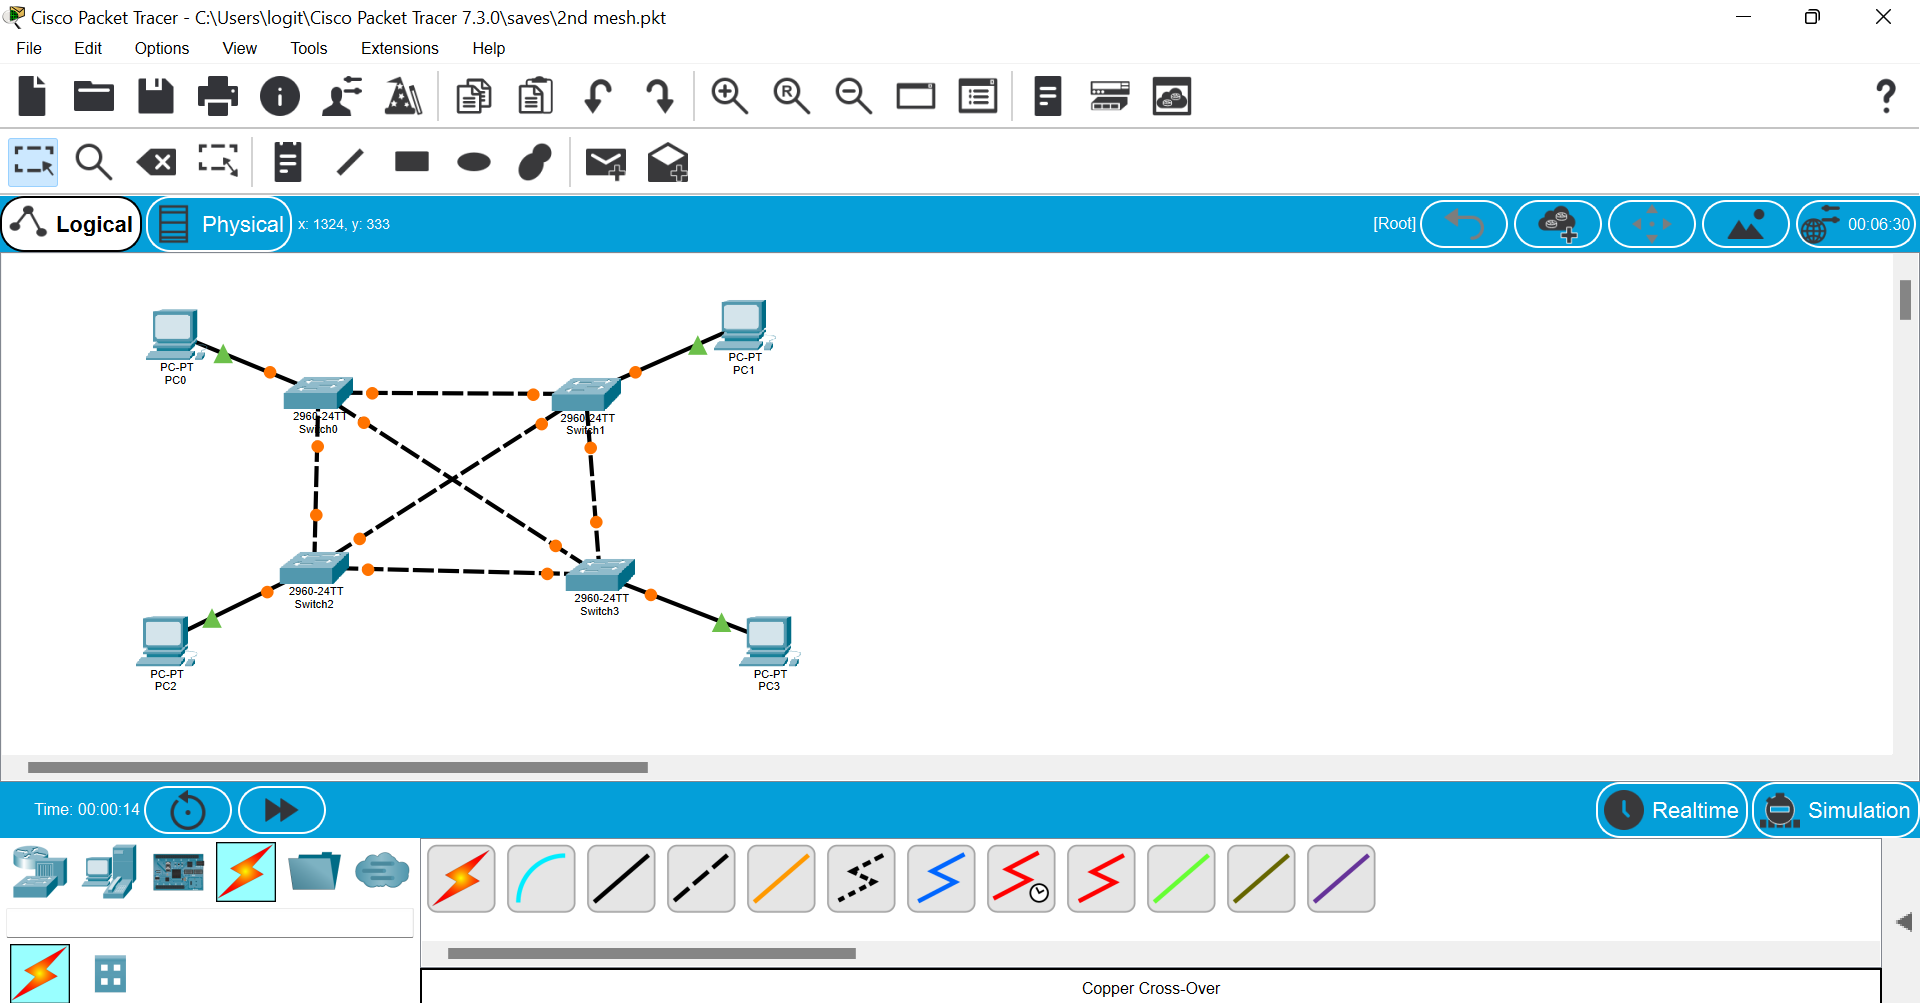 Cisco Packet Tracer - C:\Users\logit\Cisco Packet Tracer 7.3.0\saves\2nd mesh.pkt
File Edit Options View Tools Extensions Help
Logical Physical x: 1324, y: 333 [Root] 00:06:30
PC-PT
PC0
PC-PT
PC1
2960-24TT
Switch0
2960-24TT
Switch1
2960-24TT
Switch2
2960-24TT
Switch3
PC-PT
PC2
PC-PT
PC3
Time: 00:00:14 Realtime Simulation
Copper Cross-Over